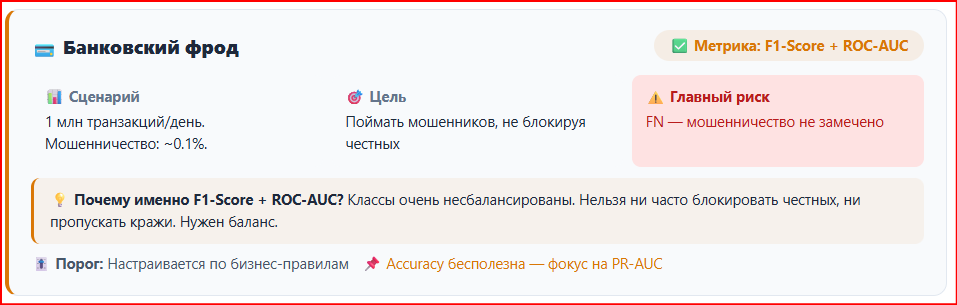 Банковский фрод
Метрика: F1-Score + ROC-AUC
Сценарий
1 млн транзакций/день.
Мошенничество: ~0.1%.
Цель
Поймать мошенников, не блокируя
честных
Главный риск
FN — мошенничество не замечено
Почему именно F1-Score + ROC-AUC? Классы очень несбалансированы. Нельзя ни часто блокировать честных, ни
пропускать кражи. Нужен баланс.
Порог: Настраивается по бизнес-правилам
Accuracy бесполезна — фокус на PR-AUC